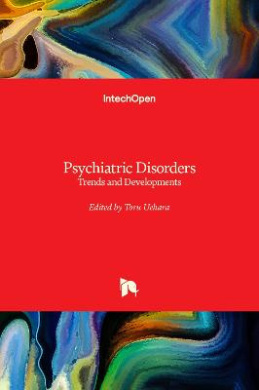 IntechOpen
Psychiatric Disorders
Trends and Developments
Edited by Toru Uehara